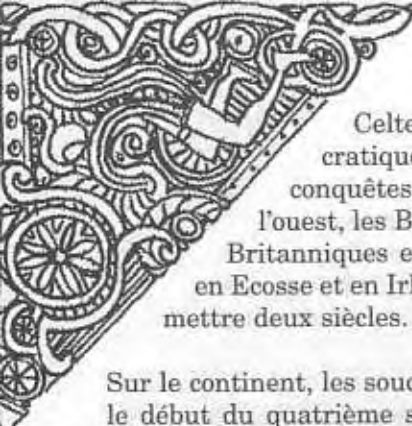 Celte
cratique
conquêtes
l'ouest, les B
Britanniques e
en Ecosse et en Irl
mettre deux siècles.
Sur le continent, les souc
le début du quatrième s